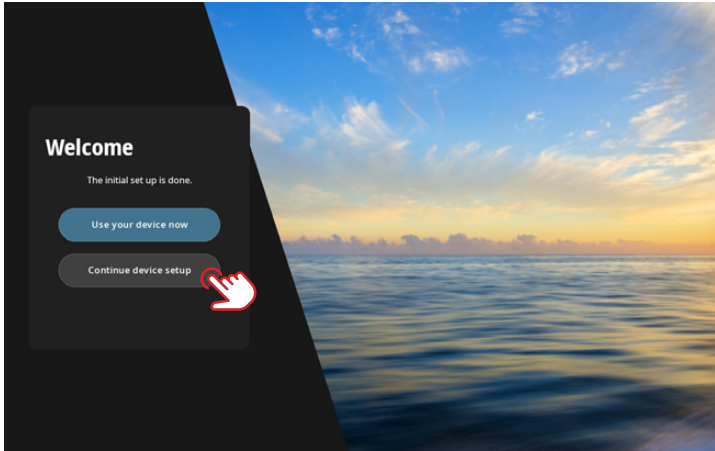 Welcome
The initial set up is done.
Use your device now
Continue device setup